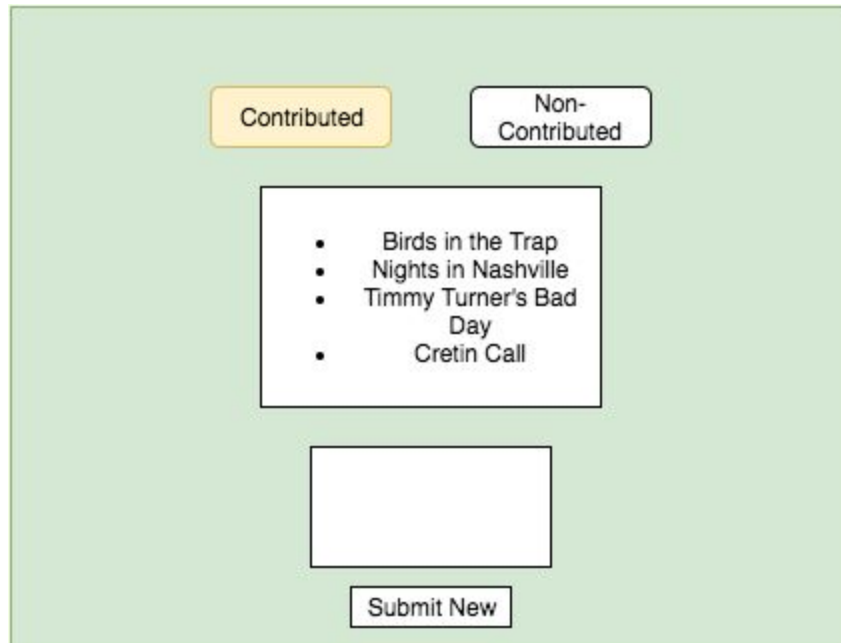 Contributed
Non-
Contributed
• Birds in the Trap
• Nights in Nashville
• Timmy Turner's Bad
Day
• Cretin Call
Submit New